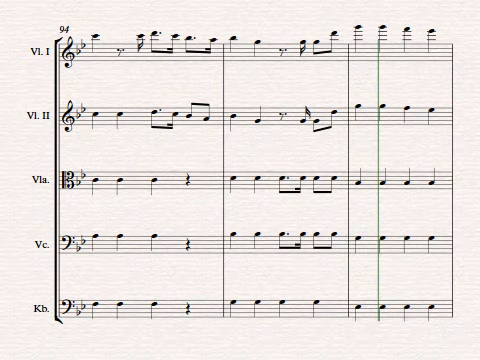 94
Vl. I
Vl. II
Vla.
Vc.
Kb.